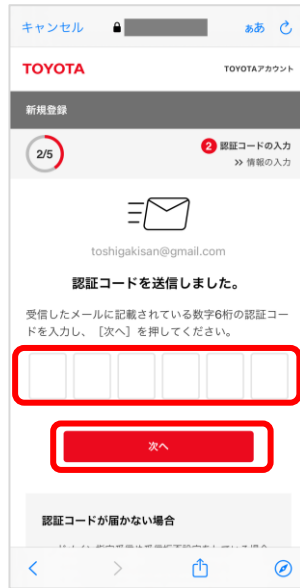 キャンセル ぁあ
TOYOTA TOYOTAアカウント
新規登録
2/5 2 認証コードの入力
>> 情報の入力
toshigakisan@gmail.com
認証コードを送信しました。
受信したメールに記載されている数字6桁の認証コー
ドを入力し、［次へ］を押してください。
次へ
認証コードが届かない場合